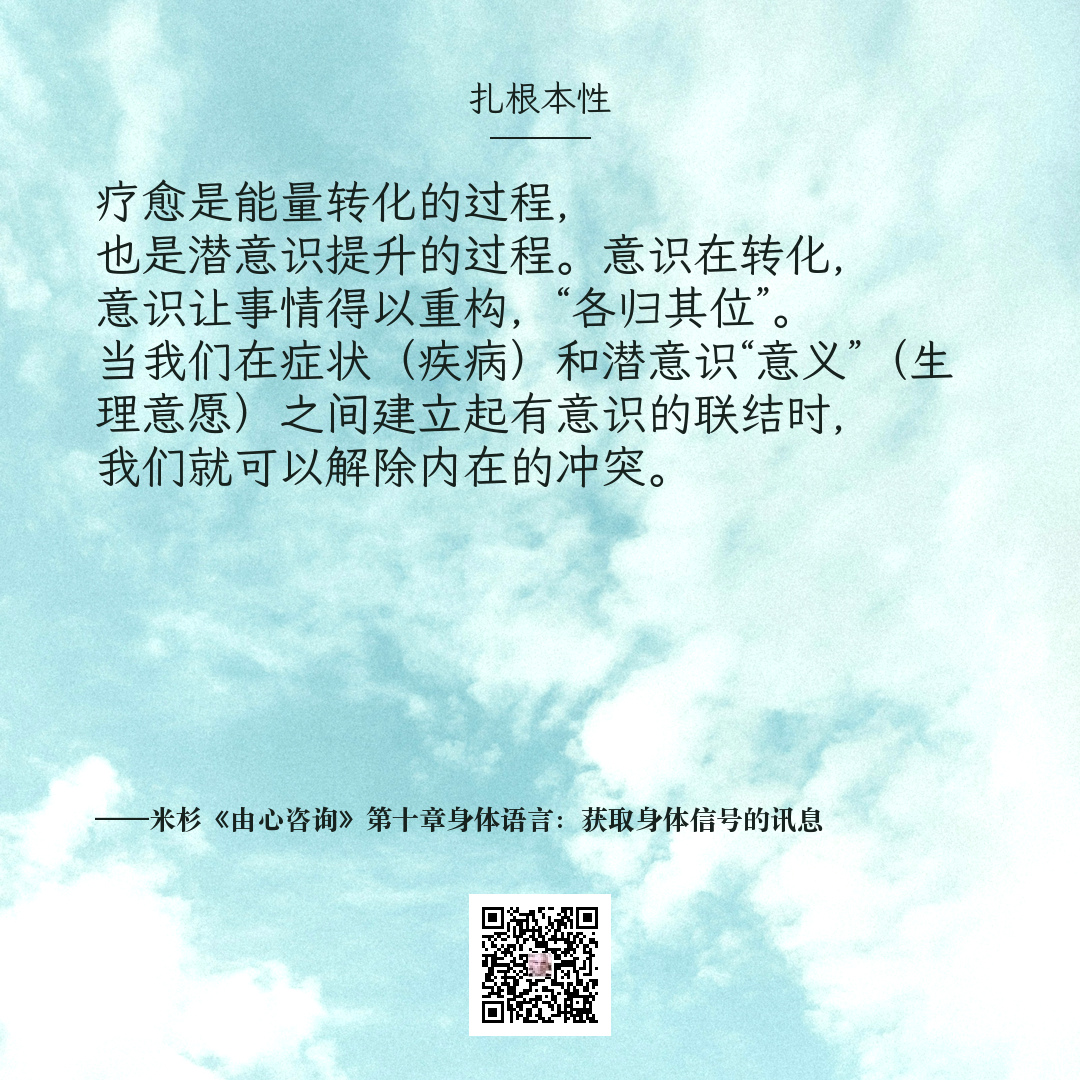 扎根本性
疗愈是能量转化的过程，
也是潜意识提升的过程。意识在转化，
意识让事情得以重构，“各归其位”。
当我们在症状（疾病）和潜意识“意义”（生
理意愿）之间建立起有意识的联结时，
我们就可以解除内在的冲突。
——米杉《由心咨询》第十章身体语言：获取身体信号的讯息